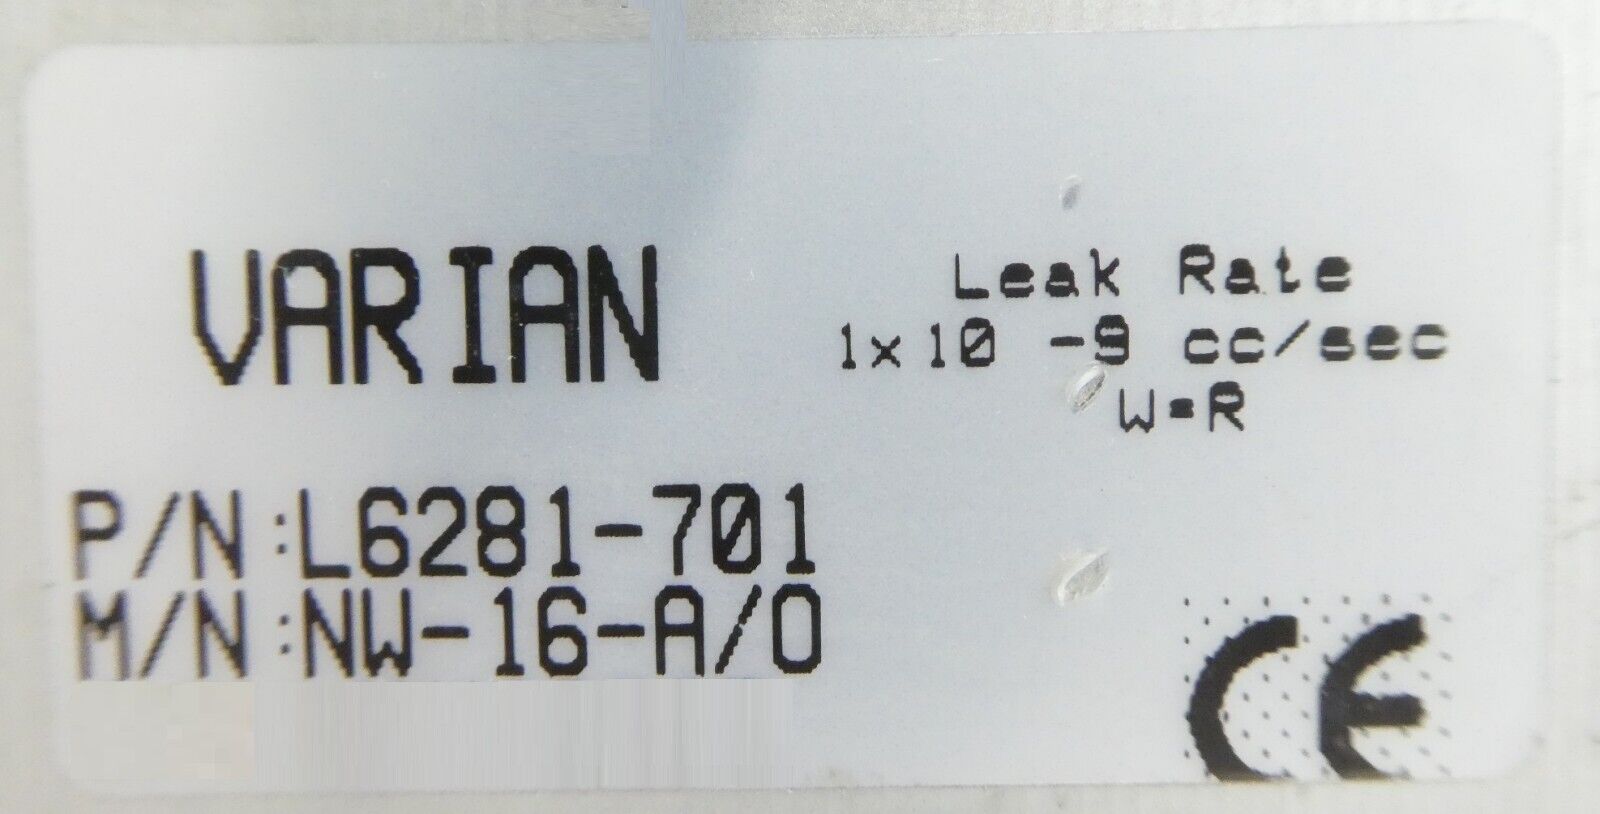 VARIAN
Leak Rate
1x10 -9 cc/sec
W=R
P/N:L6281-701
M/N:NW-16-A/O
CE